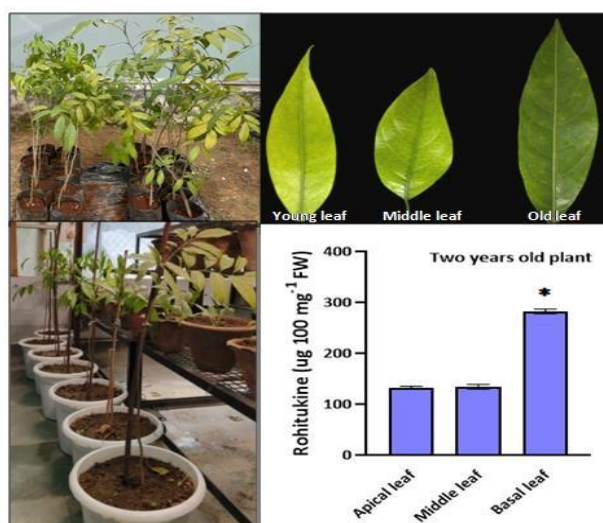 Young leaf
Middle leaf
Old leaf
Two years old plant
Rohitukine (ug 100 mg⁻¹ FW)
400
300
200
100
0
*
Apical leaf
Middle leaf
Basal leaf